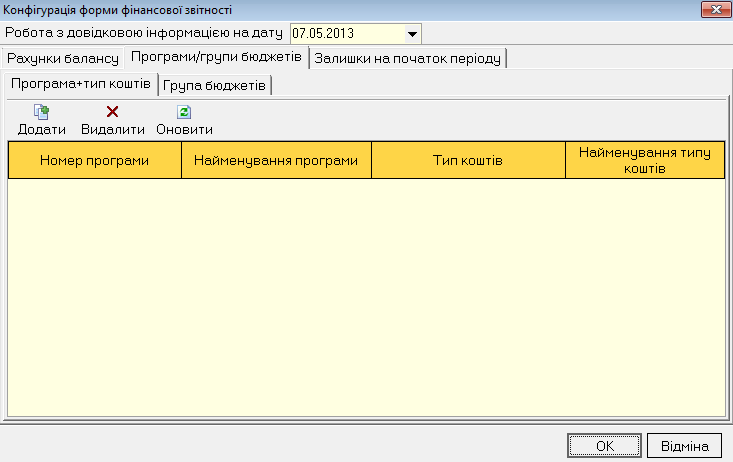 Конфігурація форми фінансової звітності
Робота з довідковою інформацією на дату 07.05.2013
Рахунки балансу Програми/групи бюджетів Залишки на початок періоду
Програма+тип коштів Група бюджетів
Додати Видалити Оновити
Номер програми Найменування програми Тип коштів Найменування типу
коштів
OK Відміна